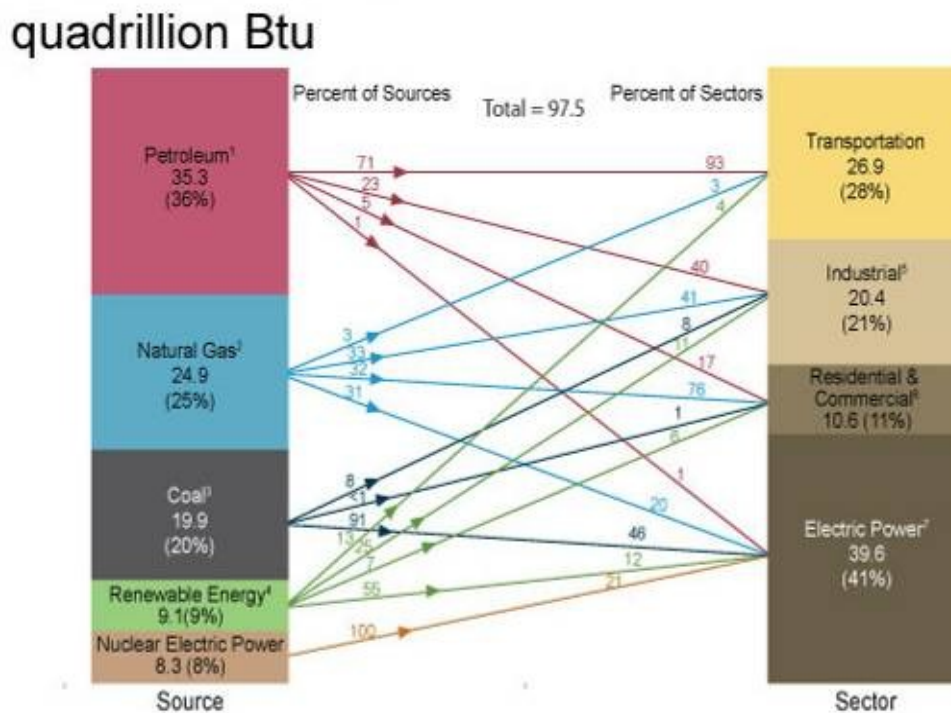 quadrillion Btu
Percent of Sources
Total = 97.5
Percent of Sectors
Petroleum¹
35.3
(36%)
Natural Gas²
24.9
(25%)
Coal³
19.9
(20%)
Renewable Energy⁴
9.1(9%)
Nuclear Electric Power
8.3 (8%)
Source
71
23
5
1
3
33
32
31
8
<1
91
13
25
7
55
100
93
3
4
40
41
8
11
17
76
1
6
1
20
46
12
21
Transportation
26.9
(28%)
Industrial⁵
20.4
(21%)
Residential &
Commercial⁶
10.6 (11%)
Electric Power⁷
39.6
(41%)
Sector